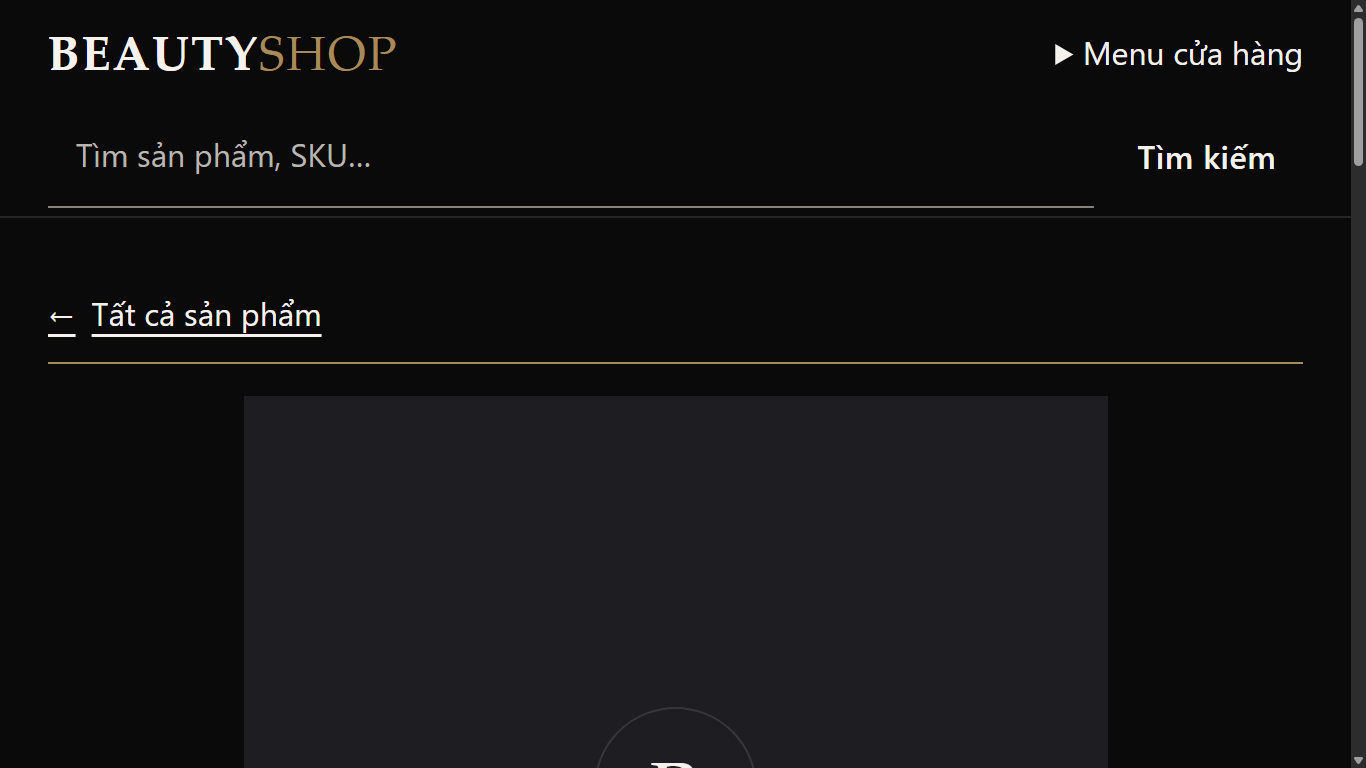 BEAUTYSHOP
▶ Menu cửa hàng
Tìm sản phẩm, SKU...
Tìm kiếm
← Tất cả sản phẩm